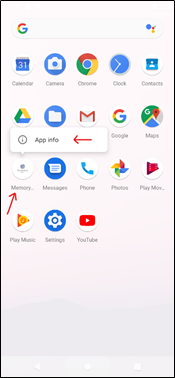 Calendar Camera Chrome Clock Contacts
App info
Google Maps
Memory... Messages Phone Photos Play Mov...
Play Music Settings YouTube